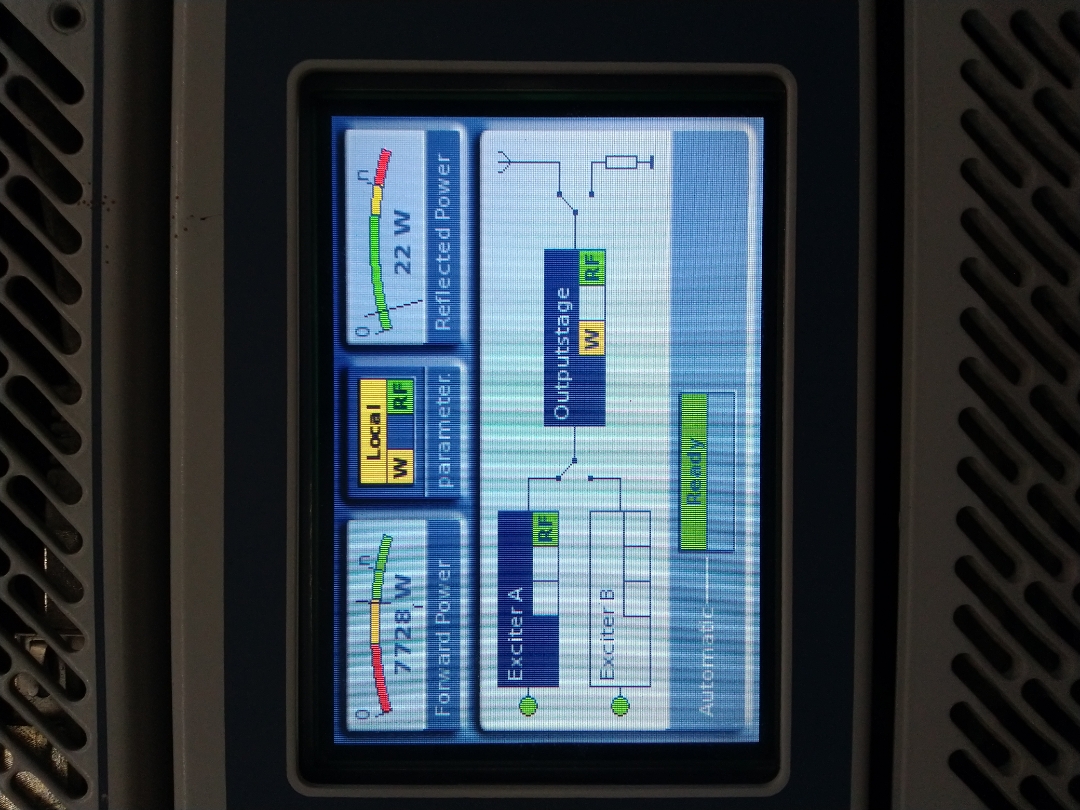 0 n
7728 W
Forward Power
Local
W RF
parameter.
0 n
22 W
Reflected Power
Exciter A
RF
Exciter B
Outputstage
W RF
Automatic
Ready